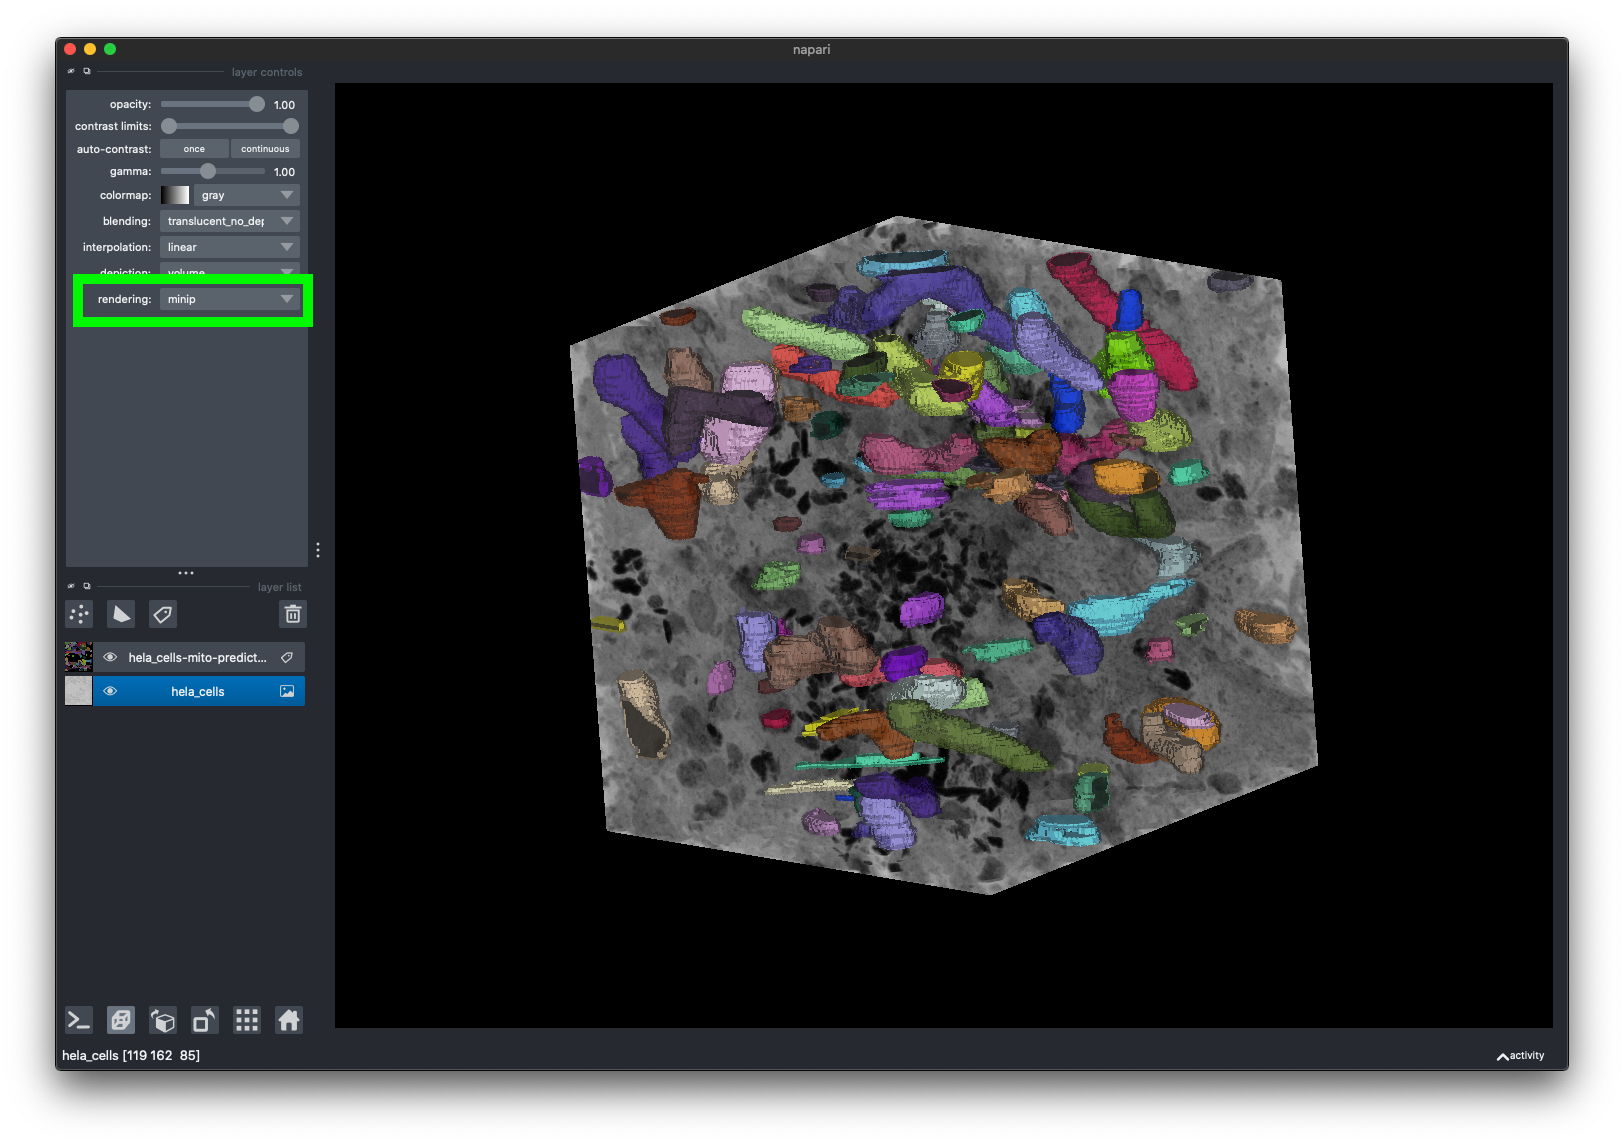 napari
layer controls
opacity: 1.00
contrast limits:
auto-contrast: once continuous
gamma: 1.00
colormap: gray
blending: translucent_no_dep
interpolation: linear
depiction: volume
rendering: minip
layer list
hela_cells-mito-predict...
hela_cells
hela_cells [119 162 85]
activity